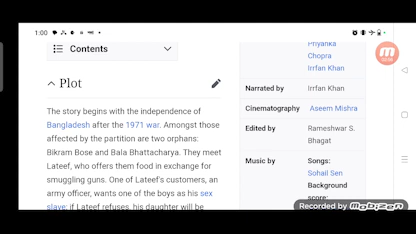 1:00
Contents
Plot
The story begins with the independence of
Bangladesh after the 1971 war. Amongst those
affected by the partition are two orphans:
Bikram Bose and Bala Bhattacharya. They meet
Lateef, who offers them food in exchange for
smuggling guns. One of Lateef's customers, an
army officer, wants one of the boys as his sex
slave; if Lateef refuses, his daughter will be
Priyanka
Chopra
Irrfan Khan
Narrated by Irrfan Khan
Cinematography Aseem Mishra
Edited by Rameshwar S.
Bhagat
Music by Songs:
Sohail Sen
Background
score:
Recorded by Mobizen